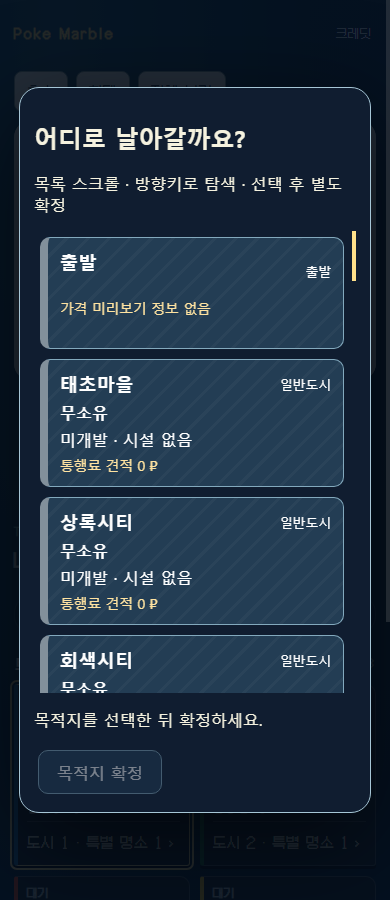 Poke Marble
크레딧
어디로 날아갈까요?
목록 스크롤 · 방향키로 탐색 · 선택 후 별도
확정
출발
출발
가격 미리보기 정보 없음
태초마을
일반도시
무소유
미개발 · 시설 없음
통행료 견적 0 ₽
상록시티
일반도시
무소유
미개발 · 시설 없음
통행료 견적 0 ₽
회색시티
일반도시
무소유
목적지를 선택한 뒤 확정하세요.
목적지 확정
도시 1 · 특별 명소 1 ›
도시 2 · 특별 명소 1 ›
대기
대기